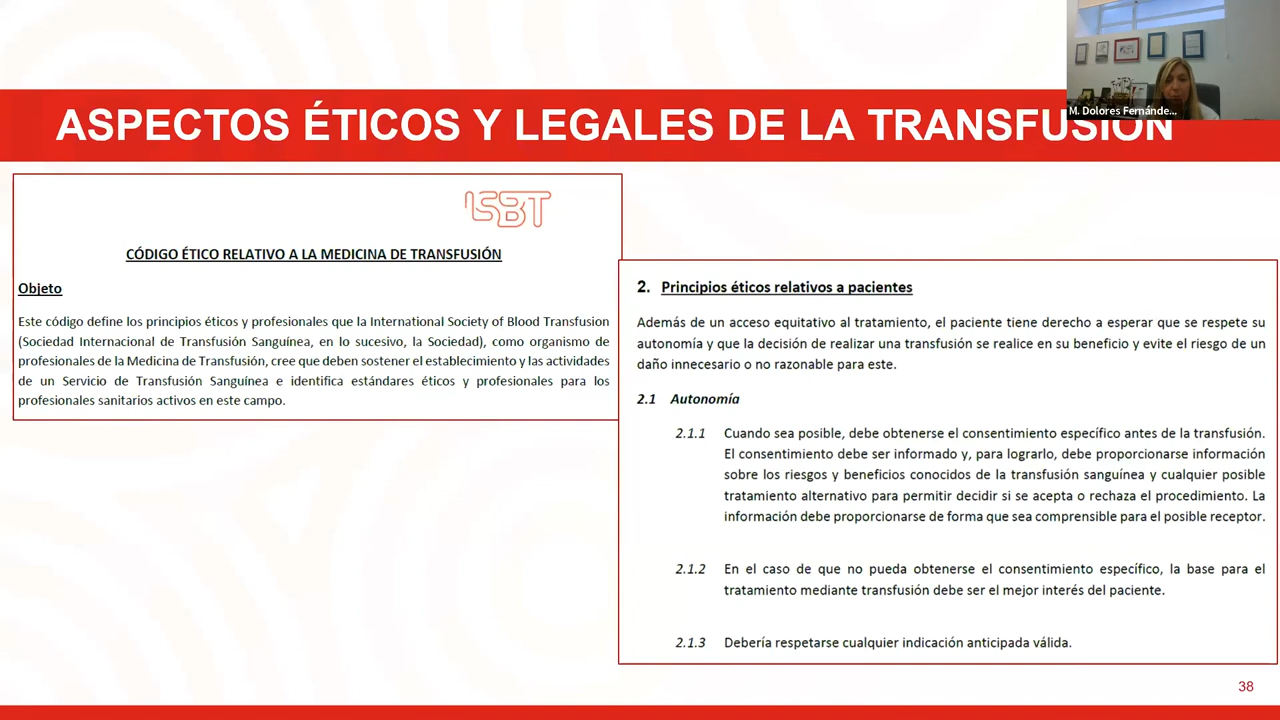 ASPECTOS ÉTICOS Y LEGALES DE LA TRANSFUSIÓN
M. Dolores Fernánde...
ISBT
CÓDIGO ÉTICO RELATIVO A LA MEDICINA DE TRANSFUSIÓN
Objeto
Este código define los principios éticos y profesionales que la International Society of Blood Transfusion
(Sociedad Internacional de Transfusión Sanguínea, en lo sucesivo, la Sociedad), como organismo de
profesionales de la Medicina de Transfusión, cree que deben sostener el establecimiento y las actividades
de un Servicio de Transfusión Sanguínea e identifica estándares éticos y profesionales para los
profesionales sanitarios activos en este campo.
2. Principios éticos relativos a pacientes
Además de un acceso equitativo al tratamiento, el paciente tiene derecho a esperar que se respete su
autonomía y que la decisión de realizar una transfusión se realice en su beneficio y evite el riesgo de un
daño innecesario o no razonable para este.
2.1 Autonomía
2.1.1 Cuando sea posible, debe obtenerse el consentimiento específico antes de la transfusión.
El consentimiento debe ser informado y, para lograrlo, debe proporcionarse información
sobre los riesgos y beneficios conocidos de la transfusión sanguínea y cualquier posible
tratamiento alternativo para permitir decidir si se acepta o rechaza el procedimiento. La
información debe proporcionarse de forma que sea comprensible para el posible receptor.
2.1.2 En el caso de que no pueda obtenerse el consentimiento específico, la base para el
tratamiento mediante transfusión debe ser el mejor interés del paciente.
2.1.3 Debería respetarse cualquier indicación anticipada válida.
38